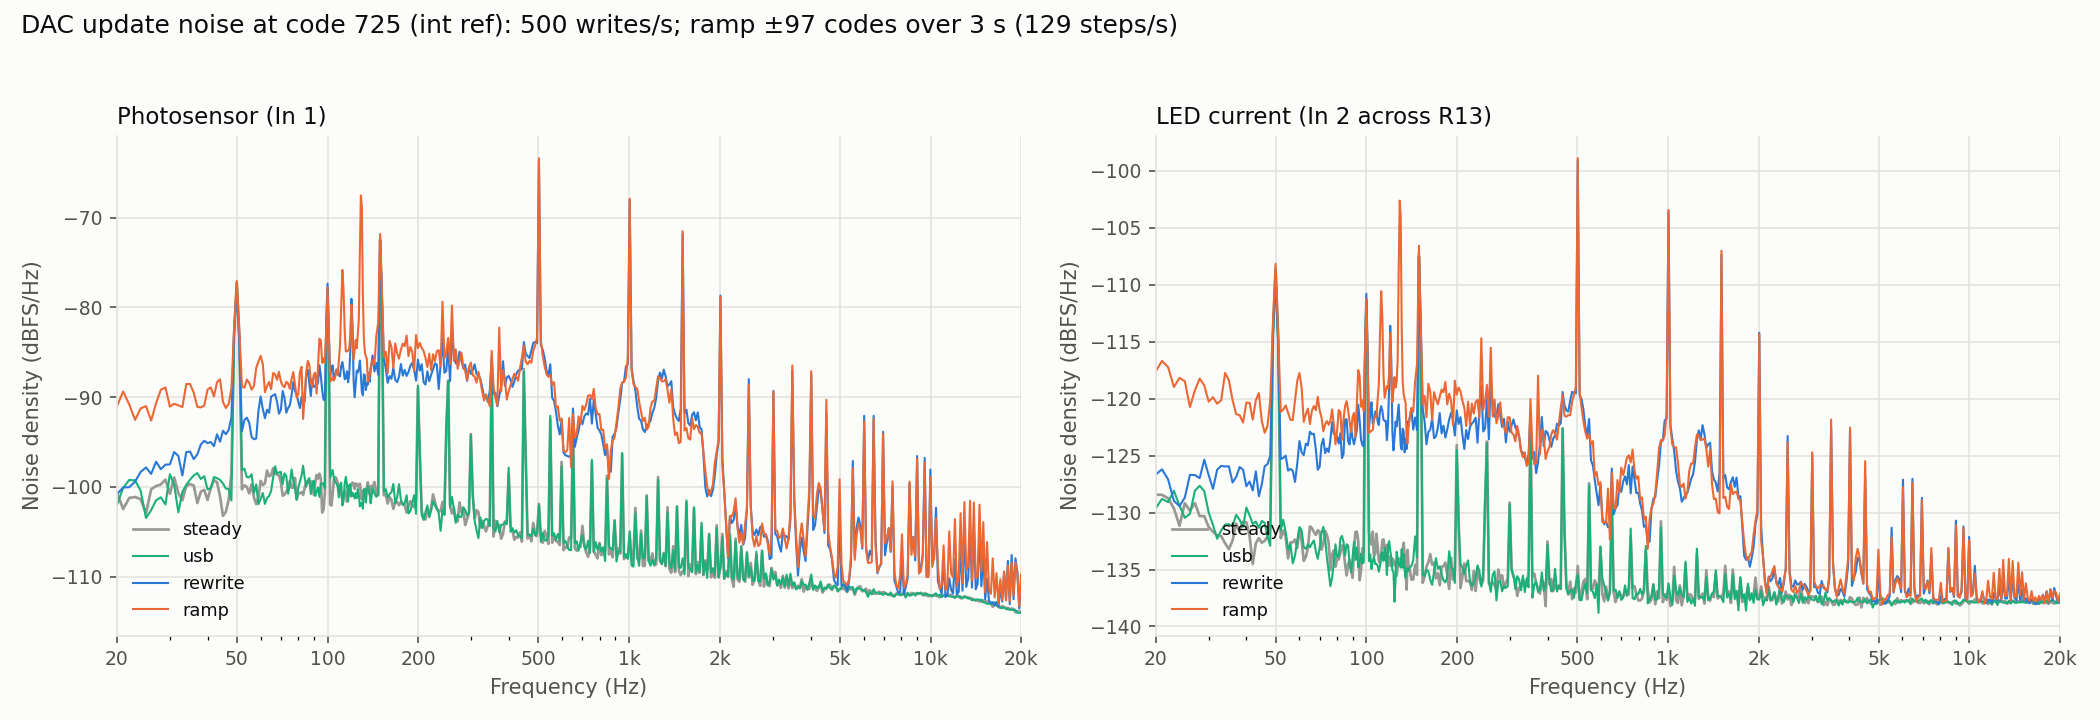 DAC update noise at code 725 (int ref): 500 writes/s; ramp ±97 codes over 3 s (129 steps/s)
Photosensor (In 1)
Noise density (dBFS/Hz)
−70
−80
−90
−100
−110
steady
usb
rewrite
ramp
20
50
100
200
500
1k
2k
5k
10k
20k
Frequency (Hz)
LED current (In 2 across R13)
Noise density (dBFS/Hz)
−100
−105
−110
−115
−120
−125
−130
−135
−140
steady
usb
rewrite
ramp
20
50
100
200
500
1k
2k
5k
10k
20k
Frequency (Hz)